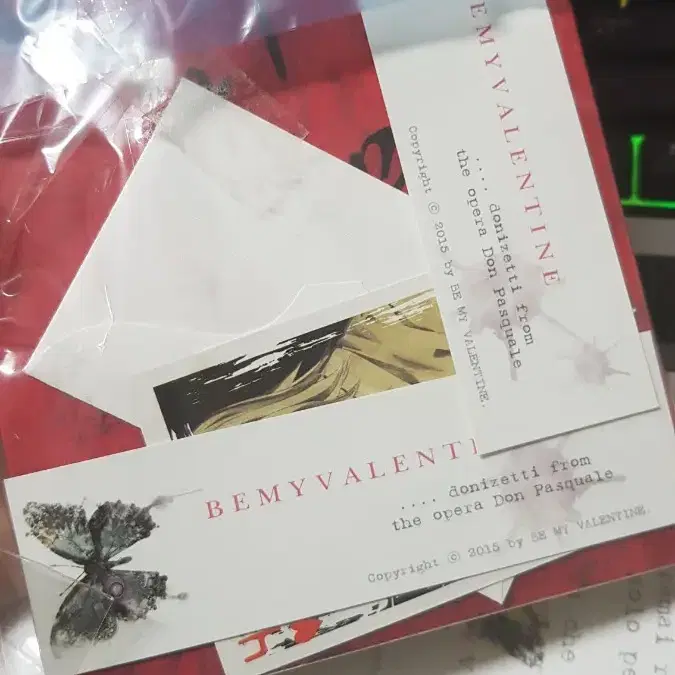 EMYVALENTINE
.... donizetti from
the opera Don Pasquale
Copyright ⓒ 2015 by BE MY VALENTINE.
BEMYVALENT
.... donizetti from
the opera Don Pasquale
Copyright ⓒ 2015 by BE MY VALENTINE.